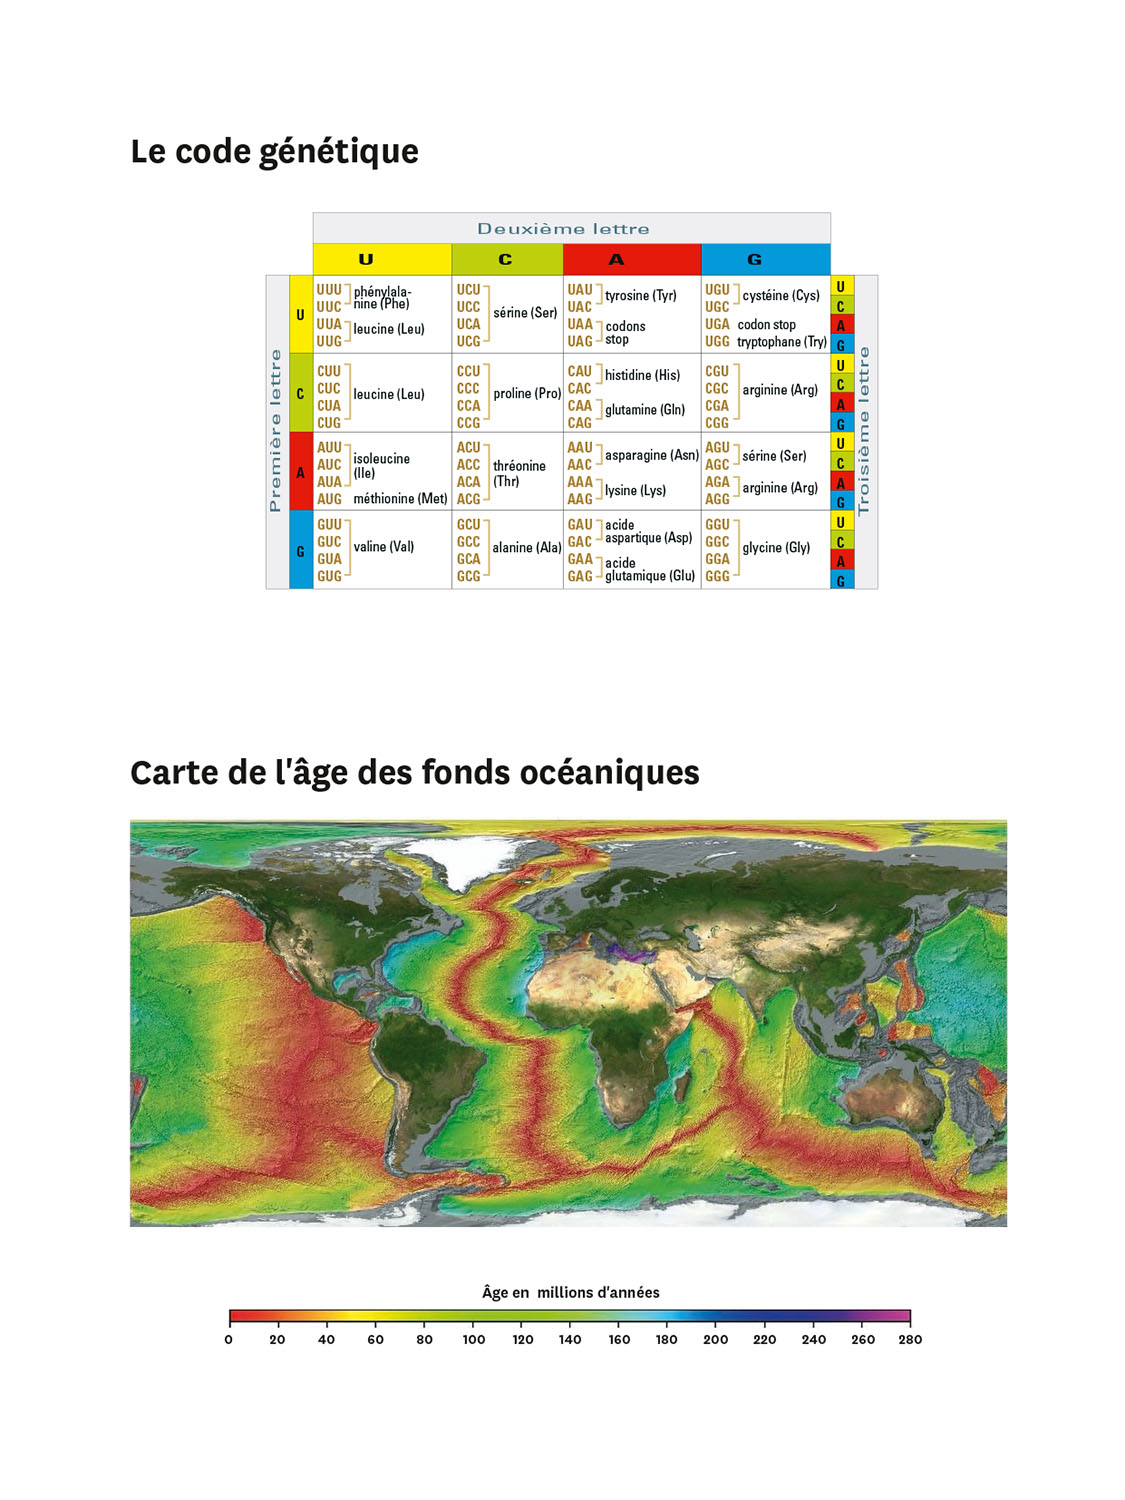 Le code génétique
Deuxième lettre
U C A G
Première lettre
Troisième lettre
U
UUU
UUC
phénylala-
nine (Phe)
UUA
UUG
leucine (Leu)
UCU
UCC
UCA
UCG
sérine (Ser)
UAU
UAC
tyrosine (Tyr)
UAA
UAG
codons
stop
UGU
UGC
cystéine (Cys)
UGA codon stop
UGG tryptophane (Try)
U
C
A
G
C
CUU
CUC
CUA
CUG
leucine (Leu)
CCU
CCC
CCA
CCG
proline (Pro)
CAU
CAC
histidine (His)
CAA
CAG
glutamine (Gln)
CGU
CGC
CGA
CGG
arginine (Arg)
U
C
A
G
A
AUU
AUC
AUA
isoleucine
(Ile)
AUG méthionine (Met)
ACU
ACC
ACA
ACG
thréonine
(Thr)
AAU
AAC
asparagine (Asn)
AAA
AAG
lysine (Lys)
AGU
AGC
sérine (Ser)
AGA
AGG
arginine (Arg)
U
C
A
G
G
GUU
GUC
GUA
GUG
valine (Val)
GCU
GCC
GCA
GCG
alanine (Ala)
GAU
GAC
acide
aspartique (Asp)
GAA
GAG
acide
glutamique (Glu)
GGU
GGC
GGA
GGG
glycine (Gly)
U
C
A
G
Carte de l'âge des fonds océaniques
Âge en millions d'années
0 20 40 60 80 100 120 140 160 180 200 220 240 260 280